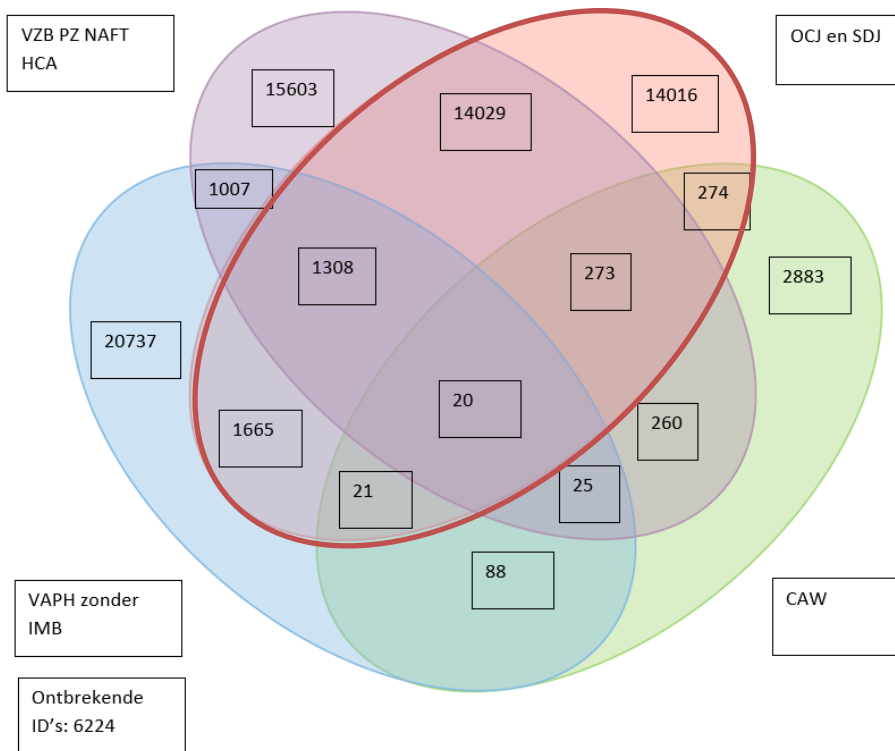 VZB PZ NAFT
HCA
OCJ en SDJ
15603
14029
14016
1007
274
1308
273
2883
20737
20
1665
260
21
25
88
VAPH zonder
IMB
CAW
Ontbrekende
ID's: 6224